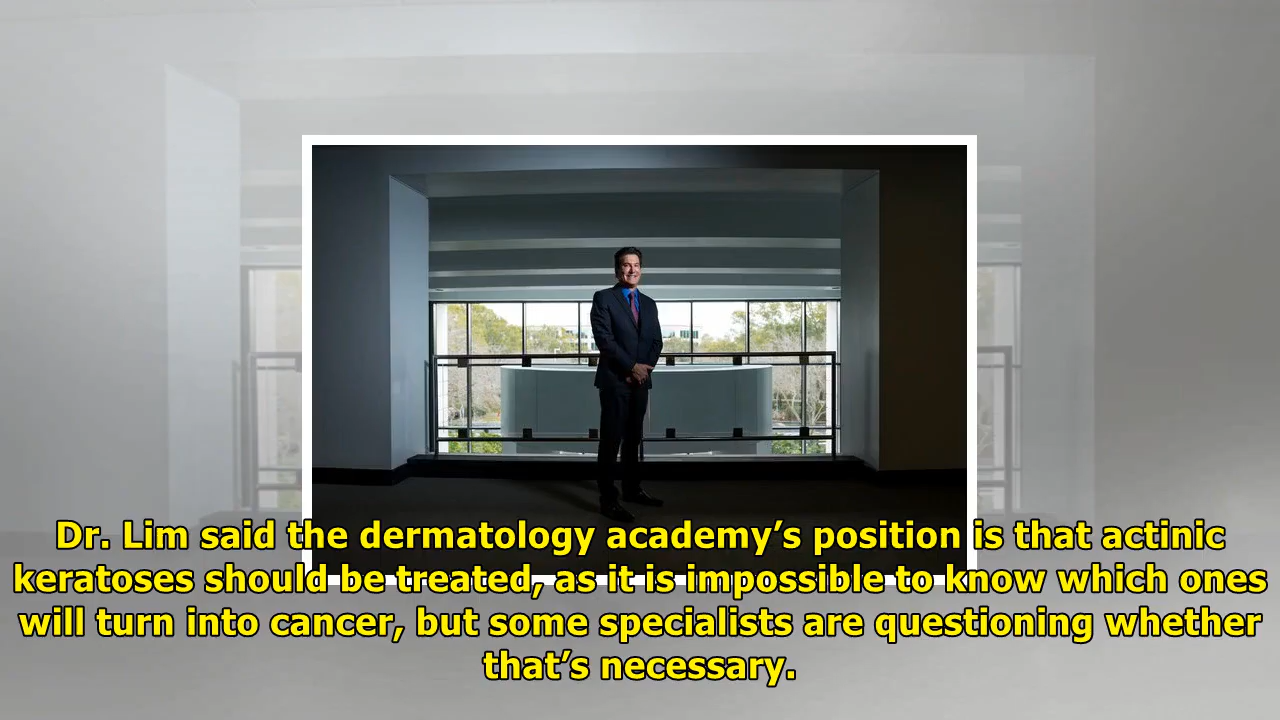 Dr. Lim said the dermatology academy’s position is that actinic
keratoses should be treated, as it is impossible to know which ones
will turn into cancer, but some specialists are questioning whether
that’s necessary.